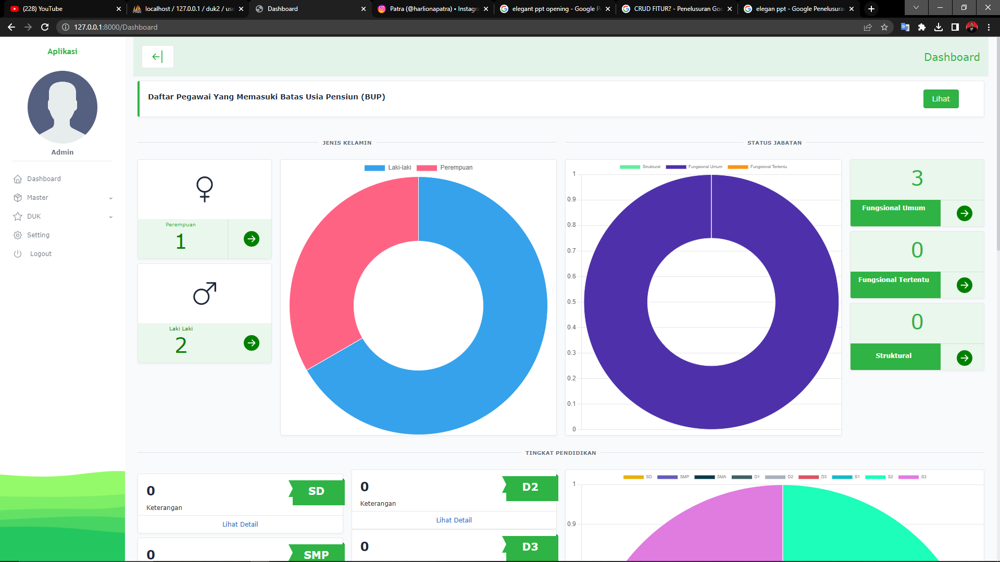 (228) YouTube
localhost / 127.0.0.1 / duk2 / use
Dashboard
Patra (@harlionapatra) • Instagra
elegant ppt opening - Google P
CRUD FITUR? - Penelusuran Goo
elegan ppt - Google Penelusura
127.0.0.1:8000/Dashboard
Aplikasi
Admin
Dashboard
Master
DUK
Setting
Logout
Dashboard
Daftar Pegawai Yang Memasuki Batas Usia Pensiun (BUP)
Lihat
JENIS KELAMIN
Perempuan
1
Laki Laki
2
Laki-laki Perempuan
STATUS JABATAN
Struktural Fungsional Umum Fungsional Tertentu
1
0.9
0.8
0.7
0.6
0.5
0.4
0.3
0.2
0.1
0
3
Fungsional Umum
0
Fungsional Tertentu
0
Struktural
TINGKAT PENDIDIKAN
0
SD
Keterangan
Lihat Detail
0
SMP
0
D2
Keterangan
Lihat Detail
0
D3
SD SMP SMA D1 D2 D3 S1 S2 S3
1
0.9